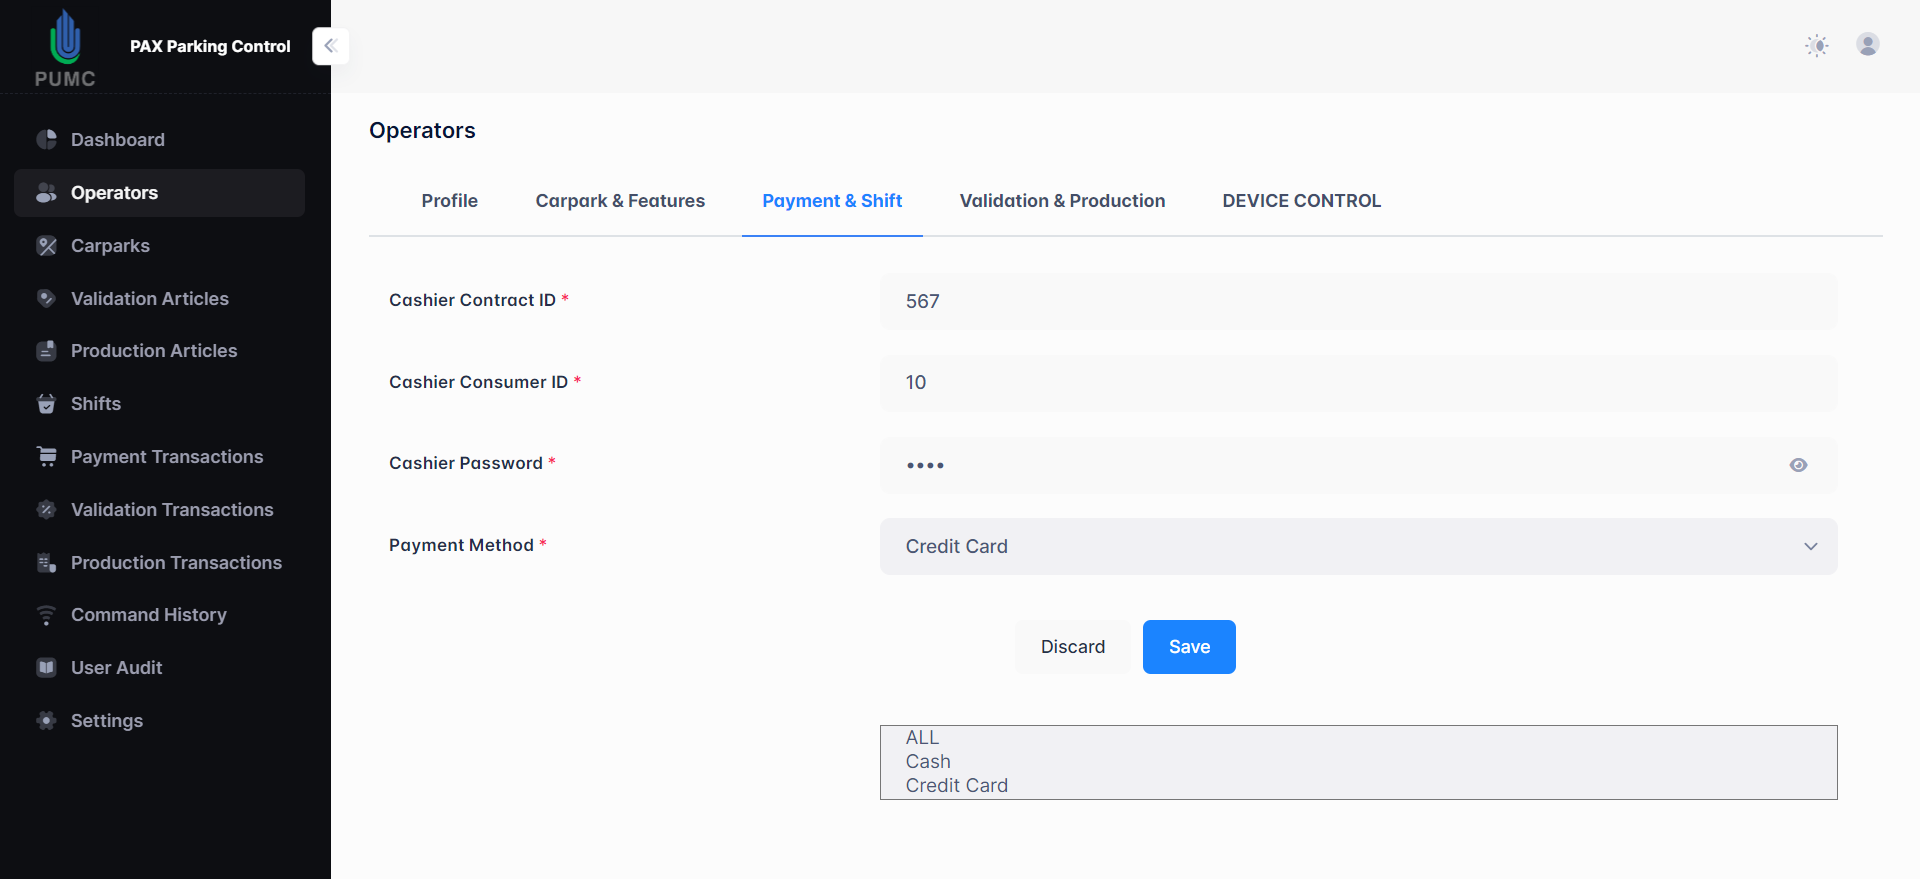 PUMC
PAX Parking Control
Dashboard
Operators
Carparks
Validation Articles
Production Articles
Shifts
Payment Transactions
Validation Transactions
Production Transactions
Command History
User Audit
Settings
Operators
Profile
Carpark & Features
Payment & Shift
Validation & Production
DEVICE CONTROL
Cashier Contract ID *
567
Cashier Consumer ID *
10
Cashier Password *
••••
Payment Method *
Credit Card
Discard
Save
ALL
Cash
Credit Card